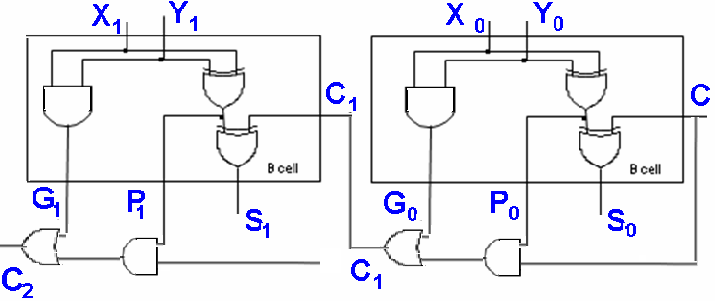 X1 Y1 X0 Y0
C1 C
B cell B cell
G1 P1 S1 G0 P0 S0
C2 C1